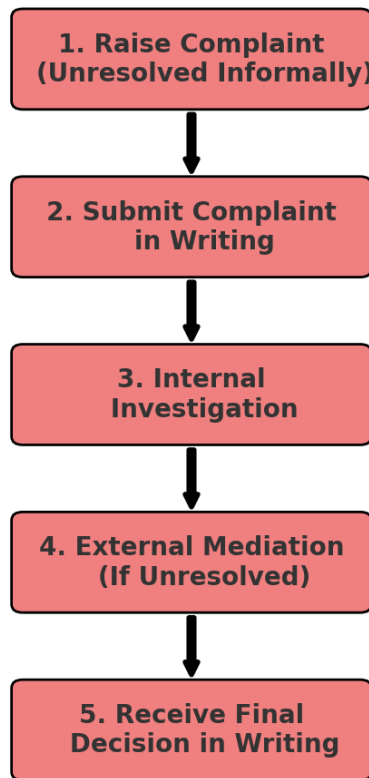 1. Raise Complaint
(Unresolved Informally)
2. Submit Complaint
in Writing
3. Internal
Investigation
4. External Mediation
(If Unresolved)
5. Receive Final
Decision in Writing